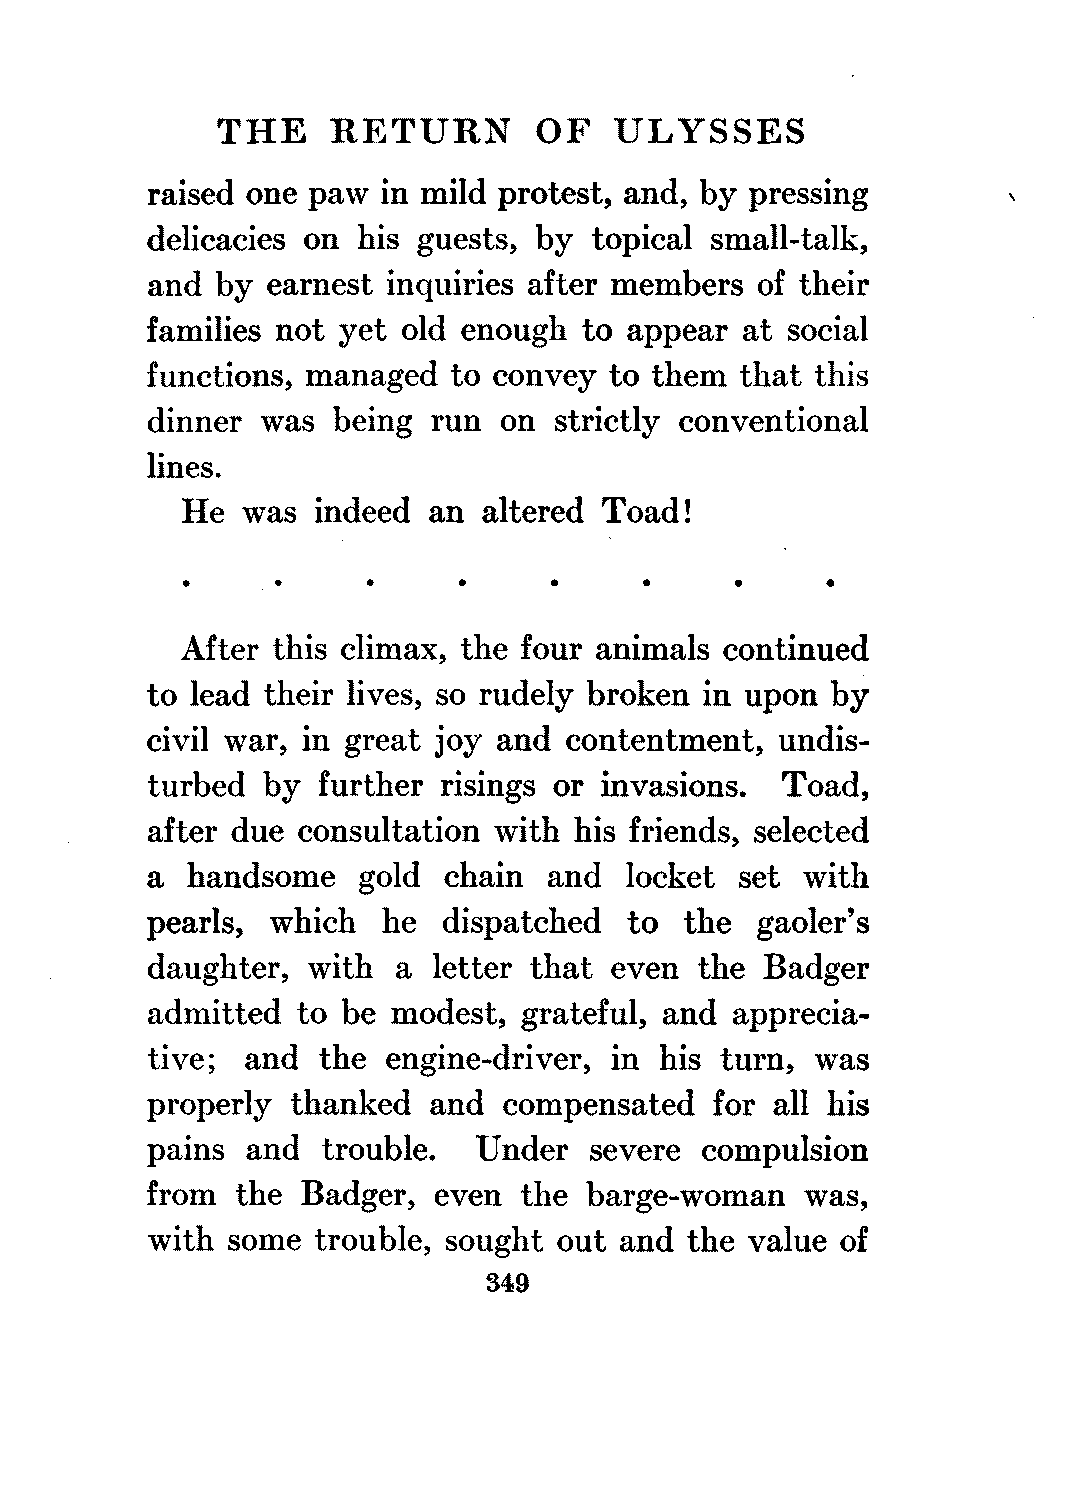 THE RETURN OF ULYSSES
raised one paw in mild protest, and, by pressing
delicacies on his guests, by topical small-talk,
and by earnest inquiries after members of their
families not yet old enough to appear at social
functions, managed to convey to them that this
dinner was being run on strictly conventional
lines.
He was indeed an altered Toad!
. . . . . . . .
After this climax, the four animals continued
to lead their lives, so rudely broken in upon by
civil war, in great joy and contentment, undis-
turbed by further risings or invasions. Toad,
after due consultation with his friends, selected
a handsome gold chain and locket set with
pearls, which he dispatched to the gaoler's
daughter, with a letter that even the Badger
admitted to be modest, grateful, and apprecia-
tive; and the engine-driver, in his turn, was
properly thanked and compensated for all his
pains and trouble. Under severe compulsion
from the Badger, even the barge-woman was,
with some trouble, sought out and the value of
349